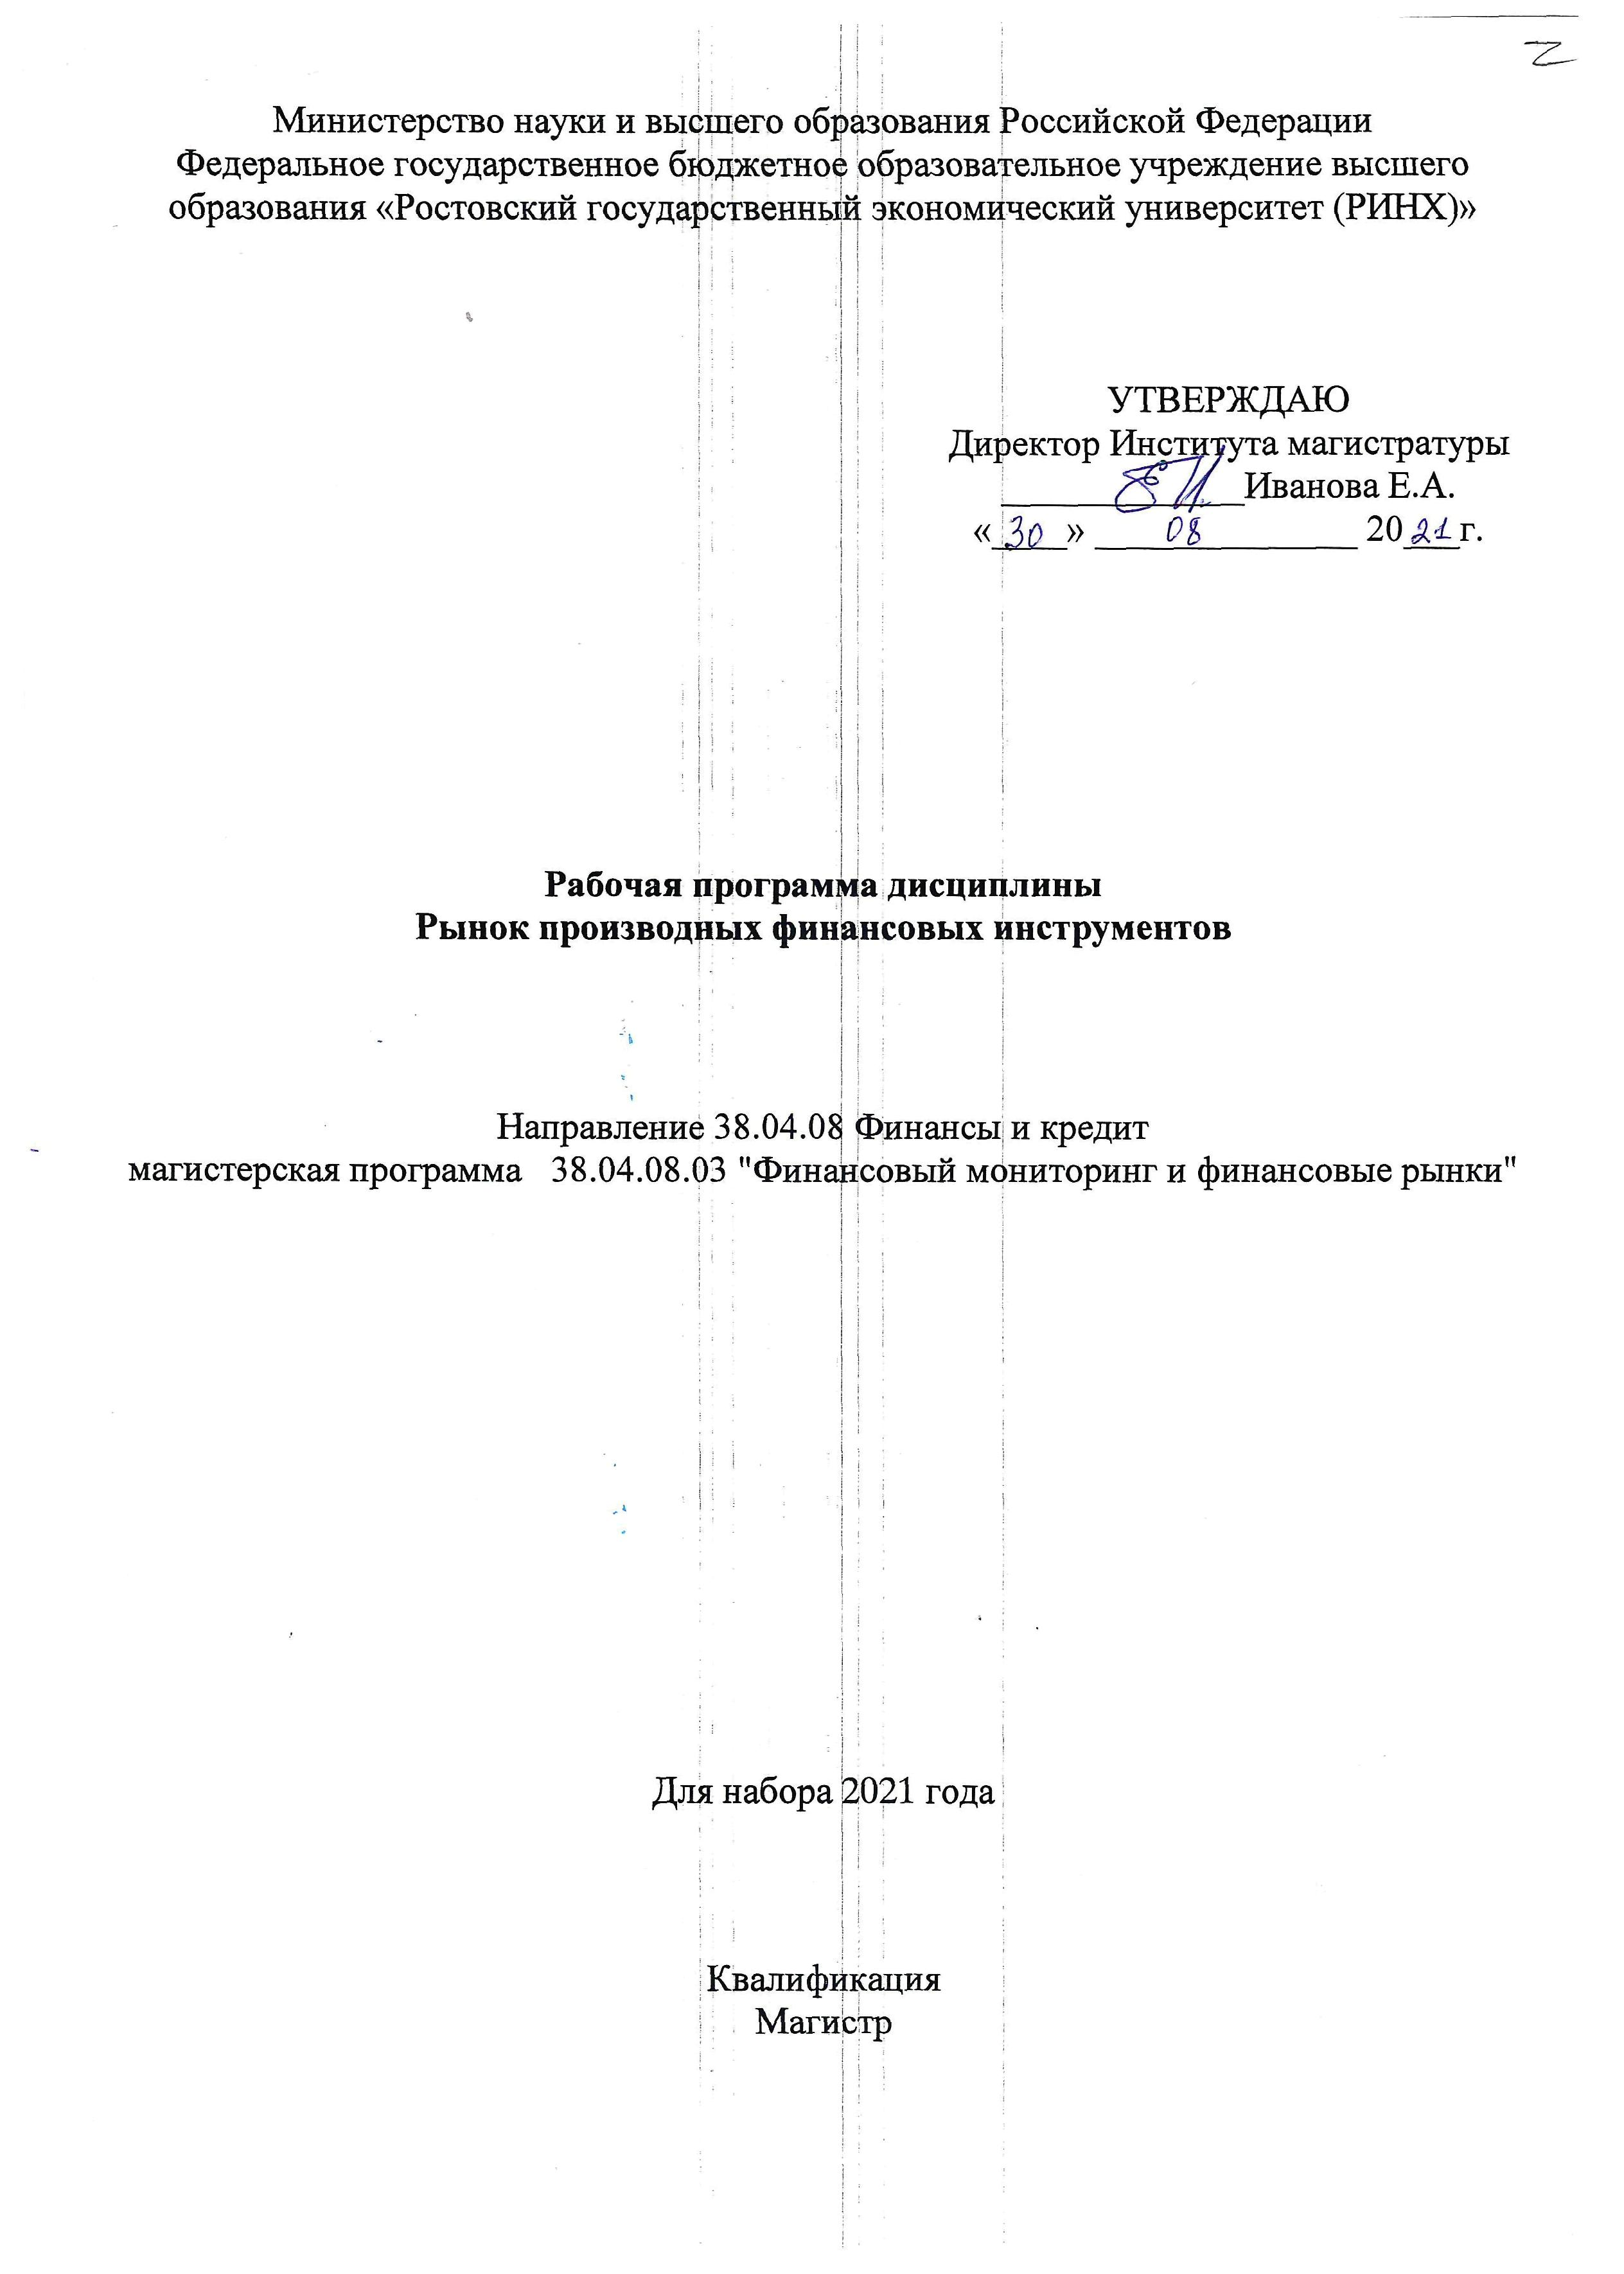 Министерство науки и высшего образования Российской Федерации
Федеральное государственное бюджетное образовательное учреждение высшего
образования «Ростовский государственный экономический университет (РИНХ)»
УТВЕРЖДАЮ
Директор Института магистратуры
Иванова Е.А.
«30» 08 2021г.
Рабочая программа дисциплины
Рынок производных финансовых инструментов
Направление 38.04.08 Финансы и кредит
магистерская программа 38.04.08.03 "Финансовый мониторинг и финансовые рынки"
Для набора 2021 года
Квалификация
Магистр